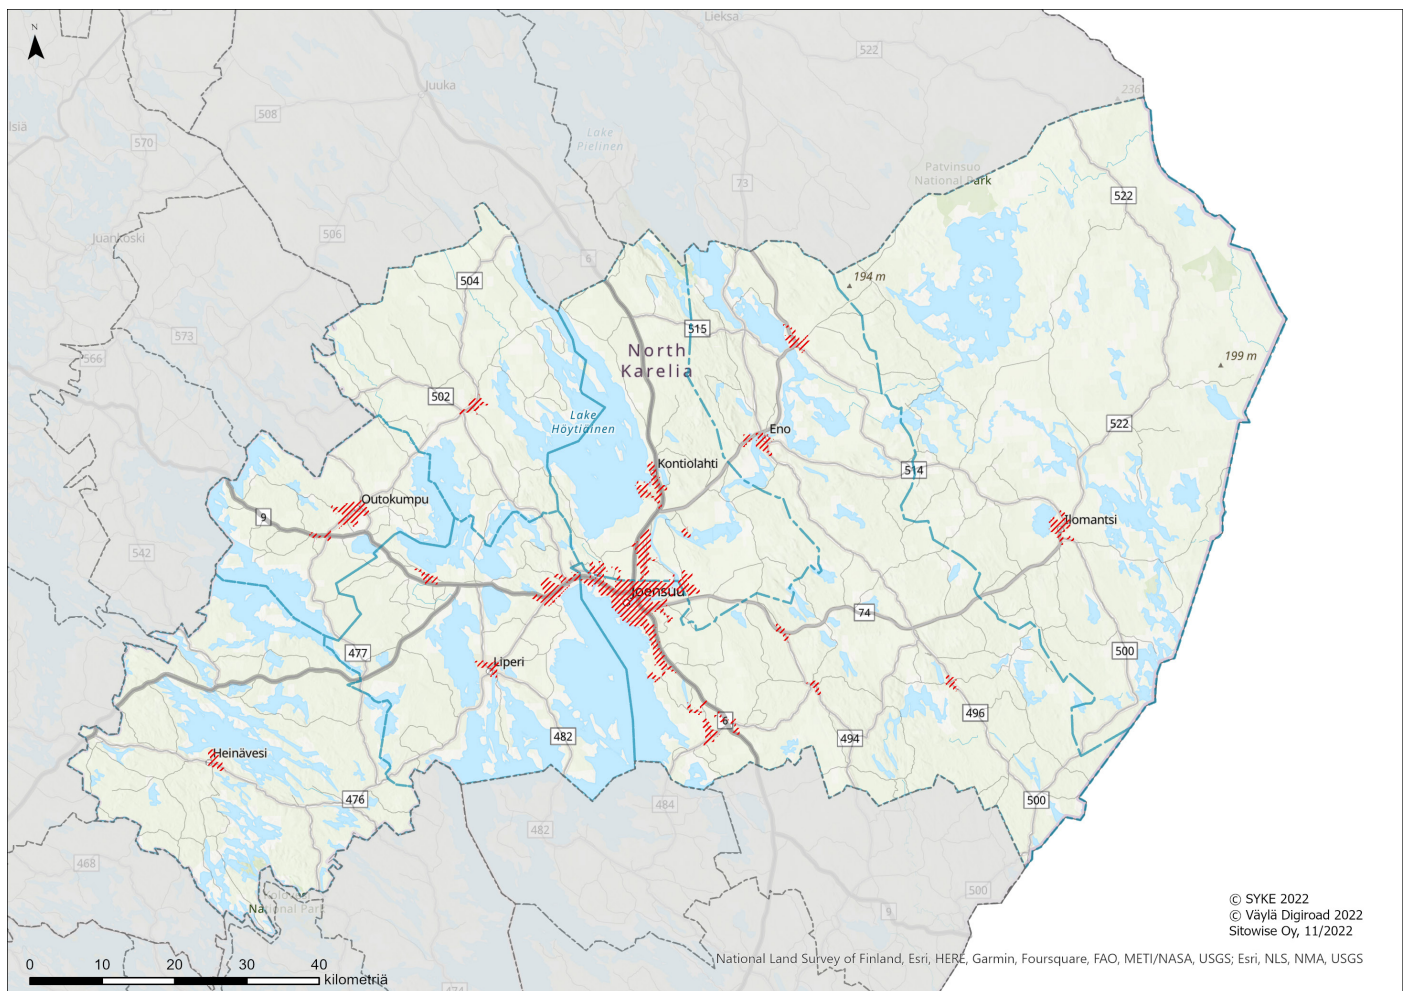 N
Lieksa
522
Juuka
236
508
lsiä
570
Lake
Pielinen
Patvinsuo
National Park
73
522
506
Juankoski
6
504
194 m
573
515
566
North
Karelia
199 m
502
Lake
Höytiäinen
522
Eno
Kontiolahti
514
Outokumpu
9
Ilomantsi
542
Joensuu
74
477
Liperi
500
496
6
482
494
Heinävesi
476
500
484
482
468
500
National Park
9
474
© SYKE 2022
© Väylä Digiroad 2022
Sitowise Oy, 11/2022
National Land Survey of Finland, Esri, HERE, Garmin, Foursquare, FAO, METI/NASA, USGS; Esri, NLS, NMA, USGS
0 10 20 30 40
kilometriä